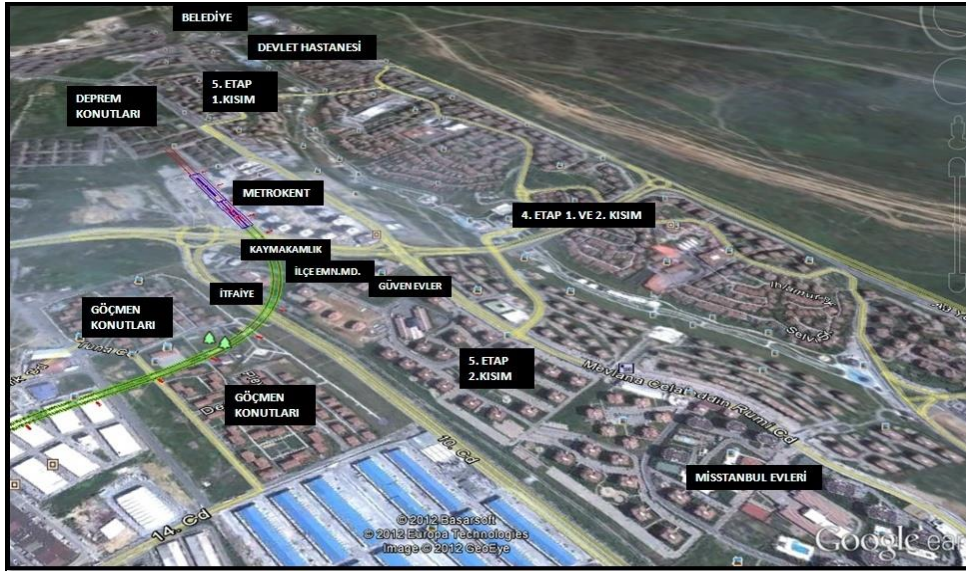 BELEDİYE
DEVLET HASTANESİ
5. ETAP
1.KISIM
DEPREM
KONUTLARI
METROKENT
4. ETAP 1. VE 2. KISIM
KAYMAKAMLIK
İLÇE EMN.MD.
GÜVEN EVLER
İTFAİYE
GÖÇMEN
KONUTLARI
5. ETAP
2.KISIM
GÖÇMEN
KONUTLARI
Mevlana Celaleddin Rumi Cd
10. Cd
MİSSTANBUL EVLERİ
14. Cd
© 2012 Basarsoft
© 2012 Europa Technologies
Image © 2012 GeoEye
Google ear